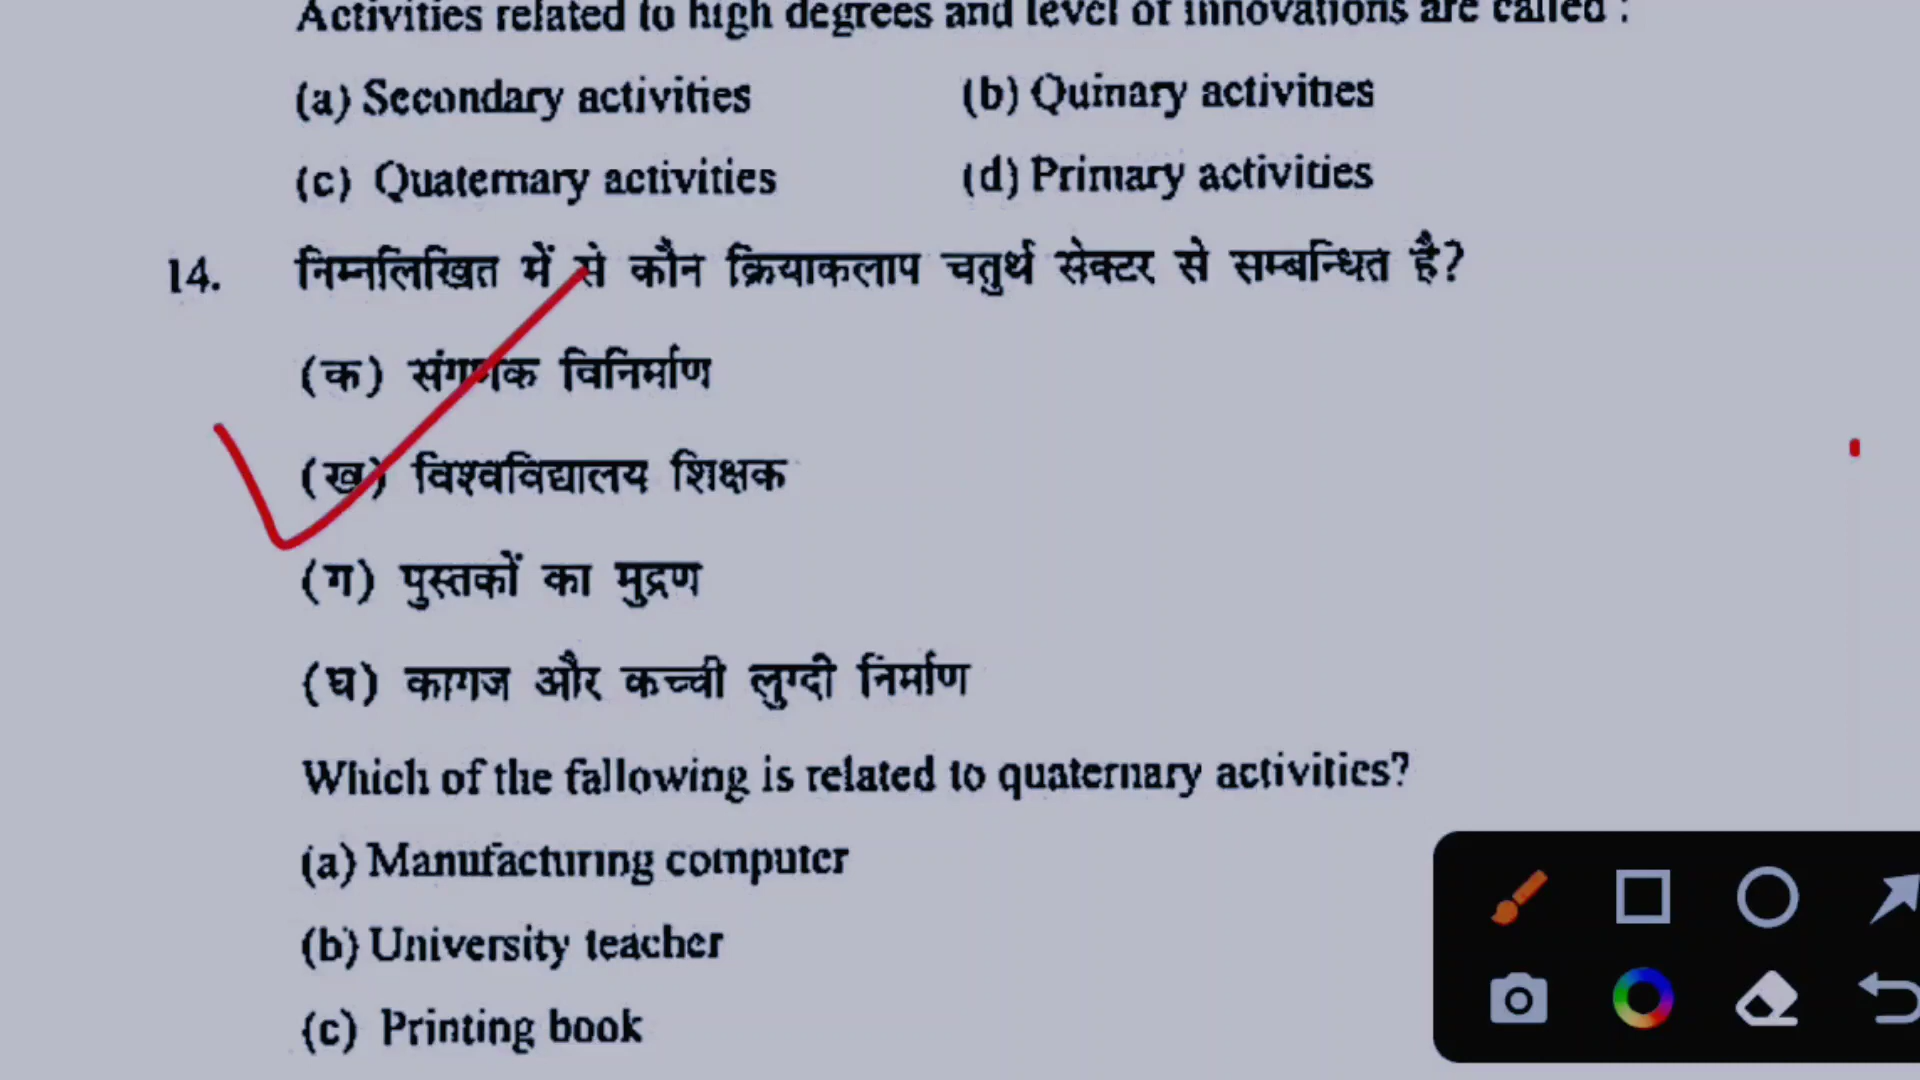 Activities related to high degrees and level of innovations are called :
(a) Secondary activities (b) Quinary activities
(c) Quaternary activities (d) Primary activities
14. निम्नलिखित में से कौन क्रियाकलाप चतुर्थ सेक्टर से सम्बन्धित है?
(क) संगणक विनिर्माण
(ख) विश्वविद्यालय शिक्षक
(ग) पुस्तकों का मुद्रण
(घ) कागज और कच्ची लुग्दी निर्माण
Which of the fallowing is related to quaternary activities?
(a) Manufacturing computer
(b) University teacher
(c) Printing book